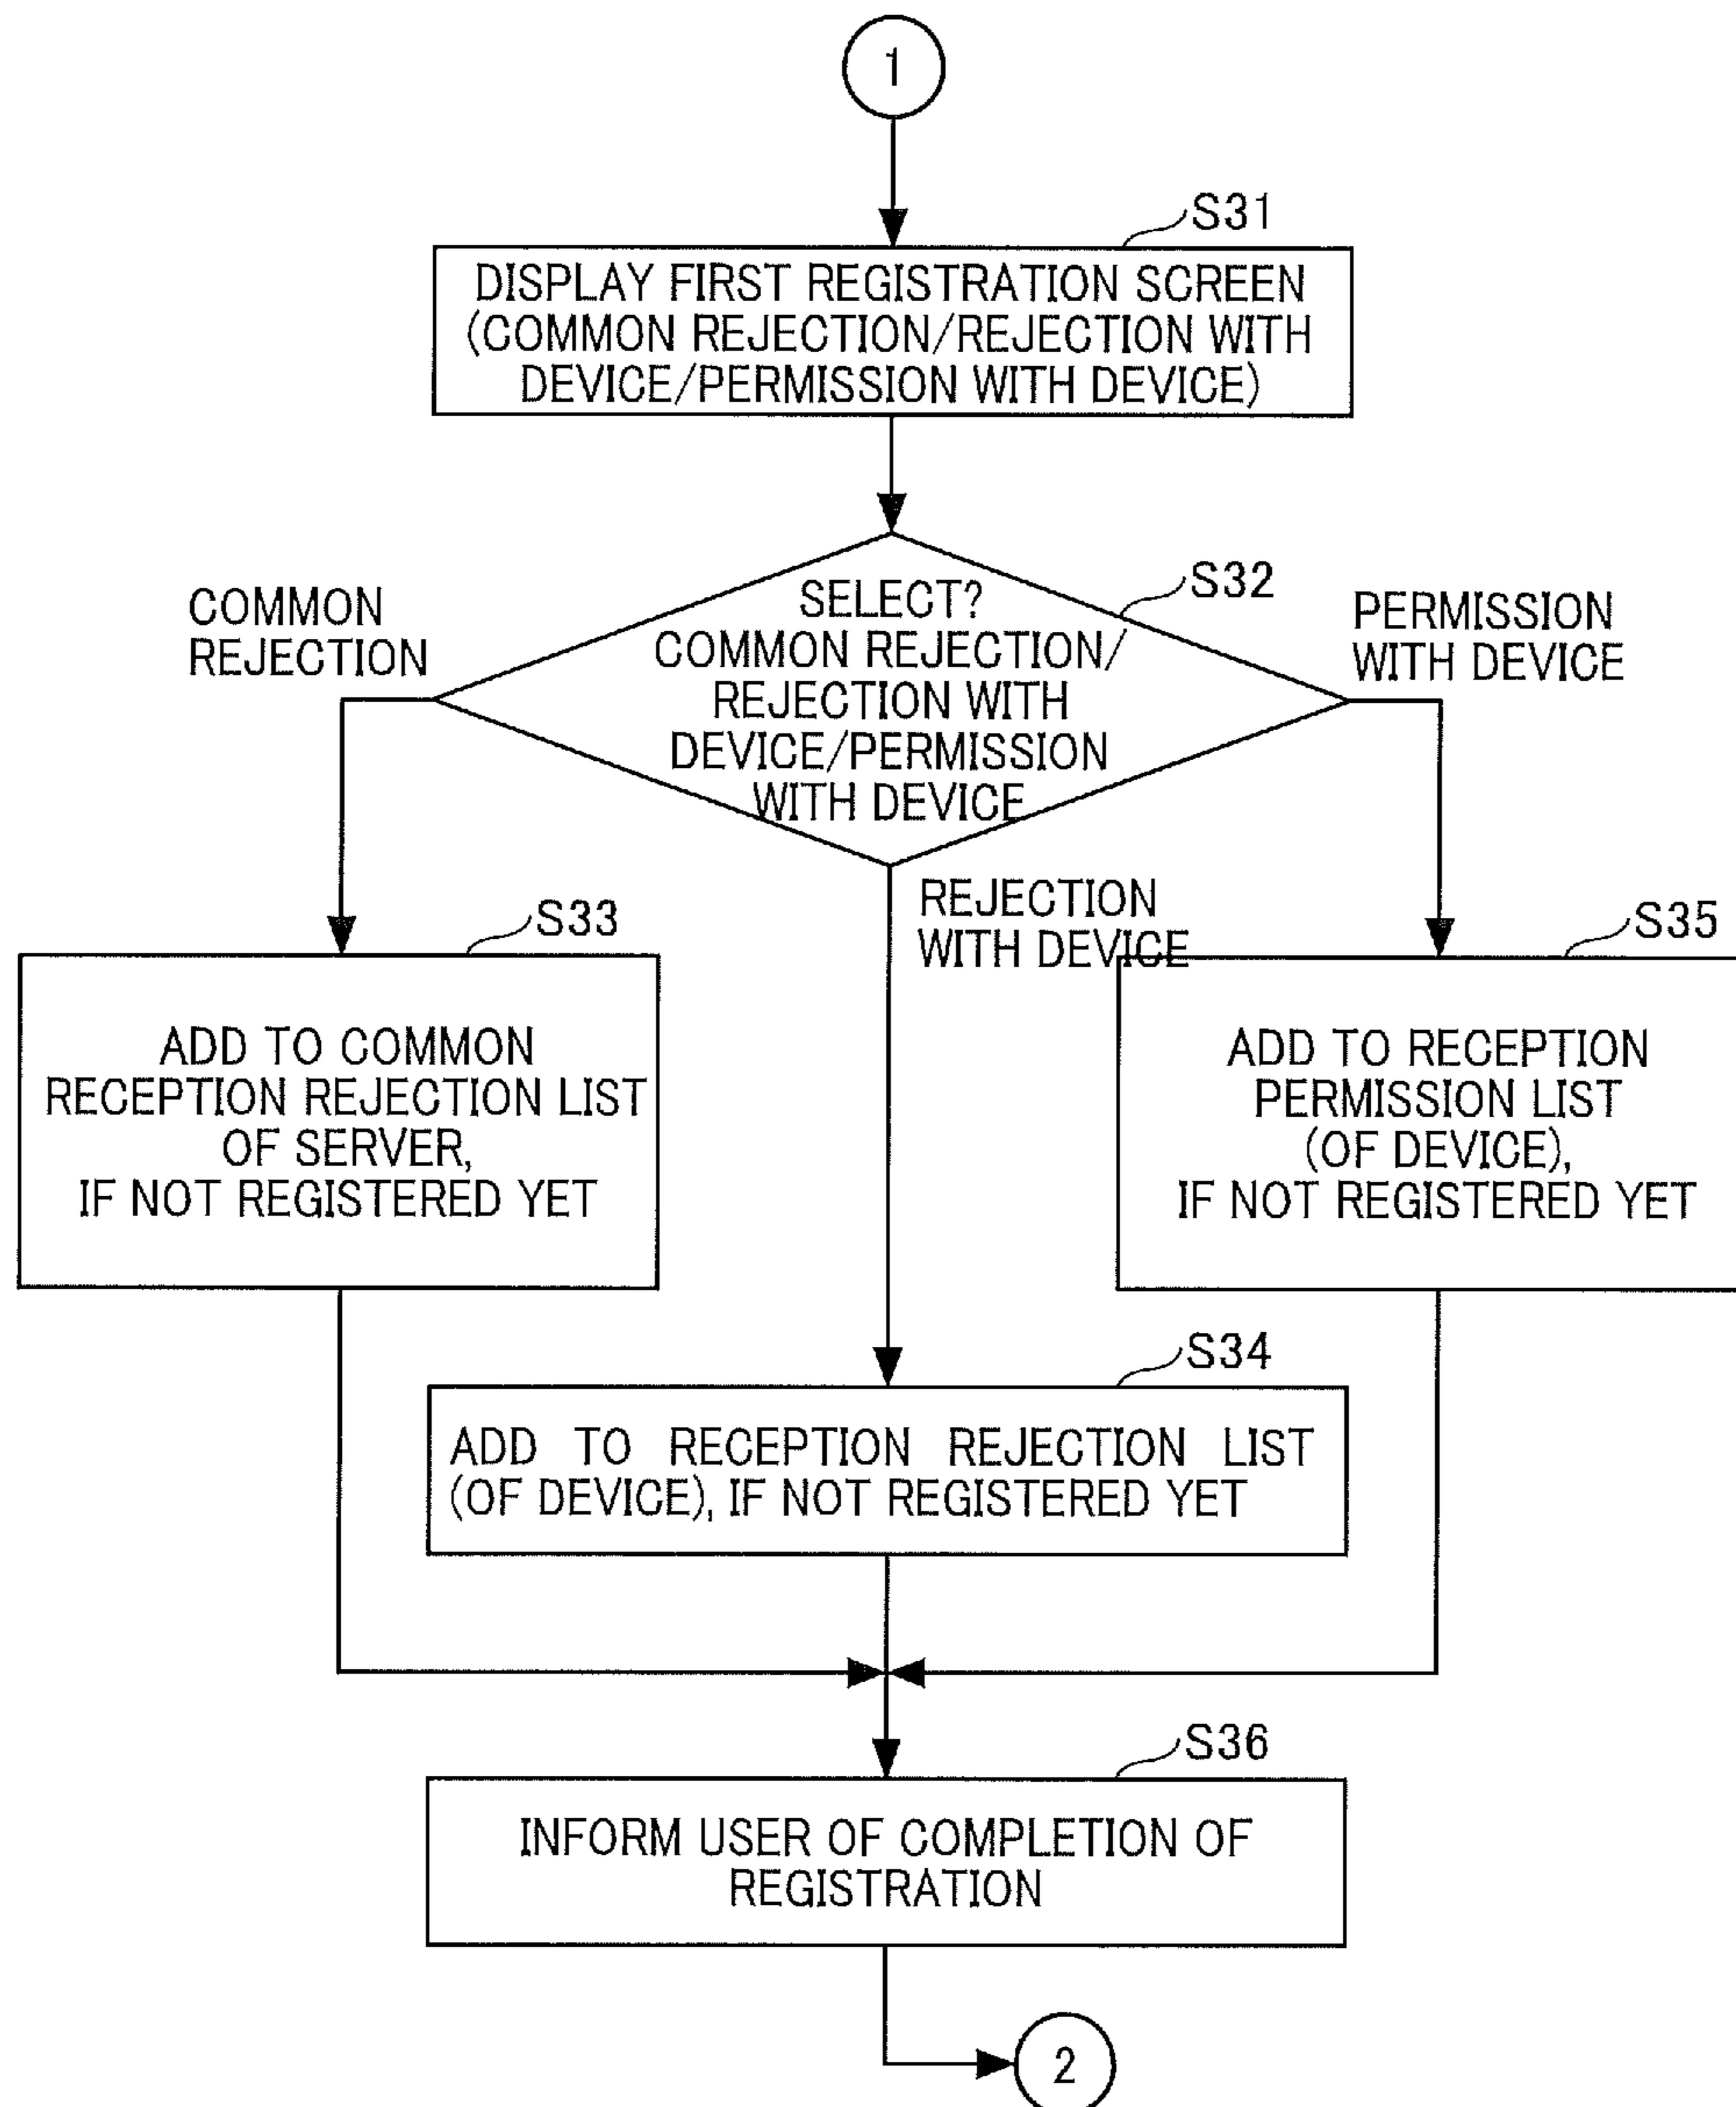 1
S31
DISPLAY FIRST REGISTRATION SCREEN
(COMMON REJECTION/REJECTION WITH
DEVICE/PERMISSION WITH DEVICE)
S32
SELECT?
COMMON REJECTION/
REJECTION WITH
DEVICE/PERMISSION
WITH DEVICE
COMMON
REJECTION
PERMISSION
WITH DEVICE
REJECTION
WITH DEVICE
S33
ADD TO COMMON
RECEPTION REJECTION LIST
OF SERVER,
IF NOT REGISTERED YET
S35
ADD TO RECEPTION
PERMISSION LIST
(OF DEVICE),
IF NOT REGISTERED YET
S34
ADD TO RECEPTION REJECTION LIST
(OF DEVICE), IF NOT REGISTERED YET
S36
INFORM USER OF COMPLETION OF
REGISTRATION
2